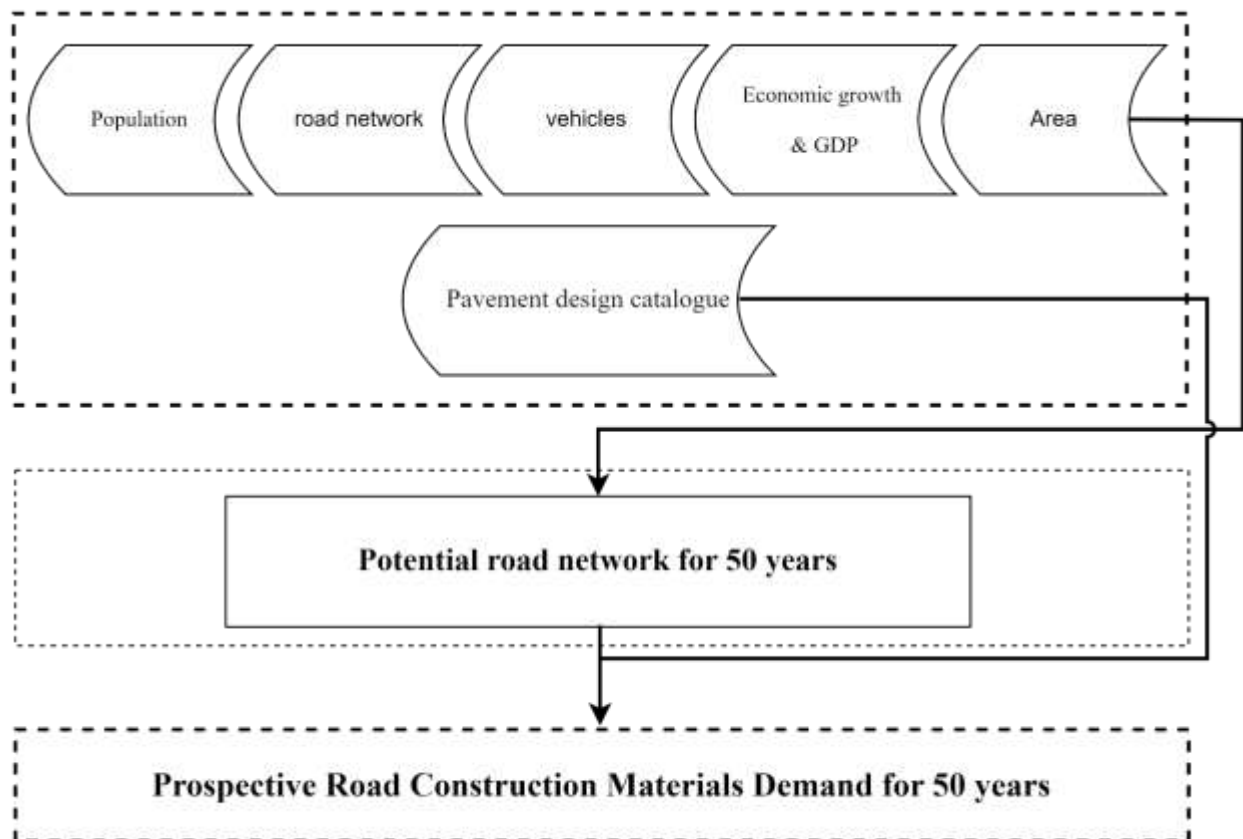 Population
road network
vehicles
Economic growth
& GDP
Area
Pavement design catalogue
Potential road network for 50 years
Prospective Road Construction Materials Demand for 50 years